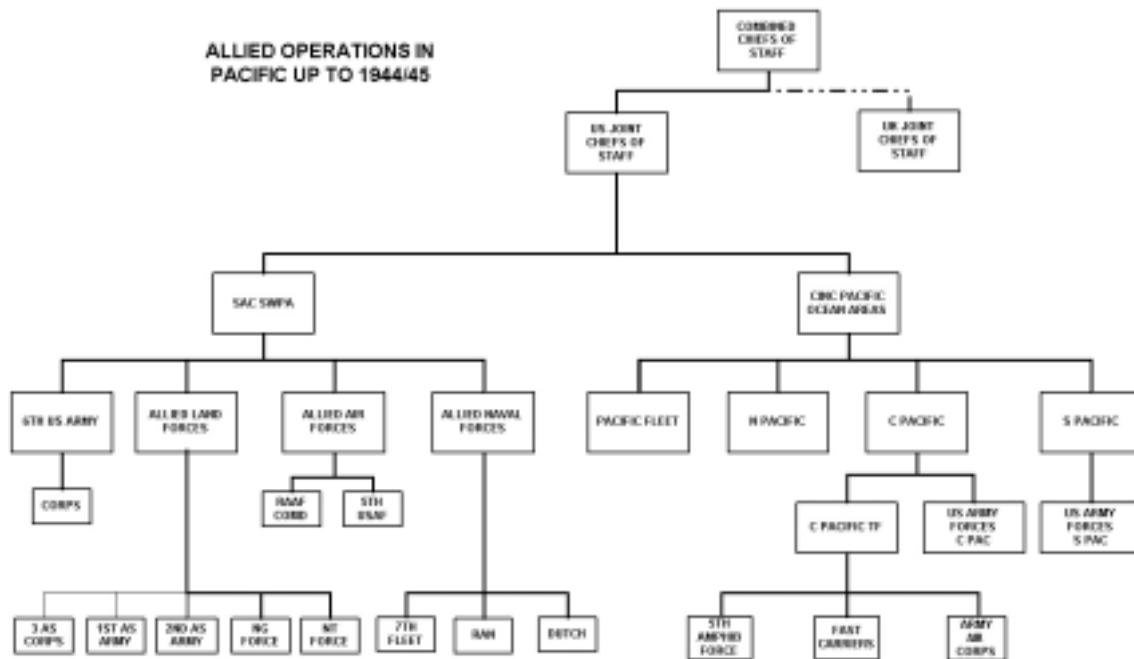 ALLIED OPERATIONS IN
PACIFIC UP TO 1944/45
COMBINED
CHIEFS OF
STAFF
US JOINT
CHIEFS OF
STAFF
UK JOINT
CHIEFS OF
STAFF
SAC SWPA
CINC PACIFIC
OCEAN AREAS
6TH US ARMY
ALLIED LAND
FORCES
ALLIED AIR
FORCES
ALLIED NAVAL
FORCES
PACIFIC FLEET
N PACIFIC
C PACIFIC
S PACIFIC
CORPS
RAAF
COMD
5TH
USAF
C PACIFIC TF
US ARMY
FORCES
C PAC
US ARMY
FORCES
S PAC
3 AS
CORPS
1ST AS
ARMY
2ND AS
ARMY
NG
FORCE
NT
FORCE
7TH
FLEET
RAN
DUTCH
5TH
AMPHIB
FORCE
FAST
CARRIERS
ARMY
AIR
CORPS